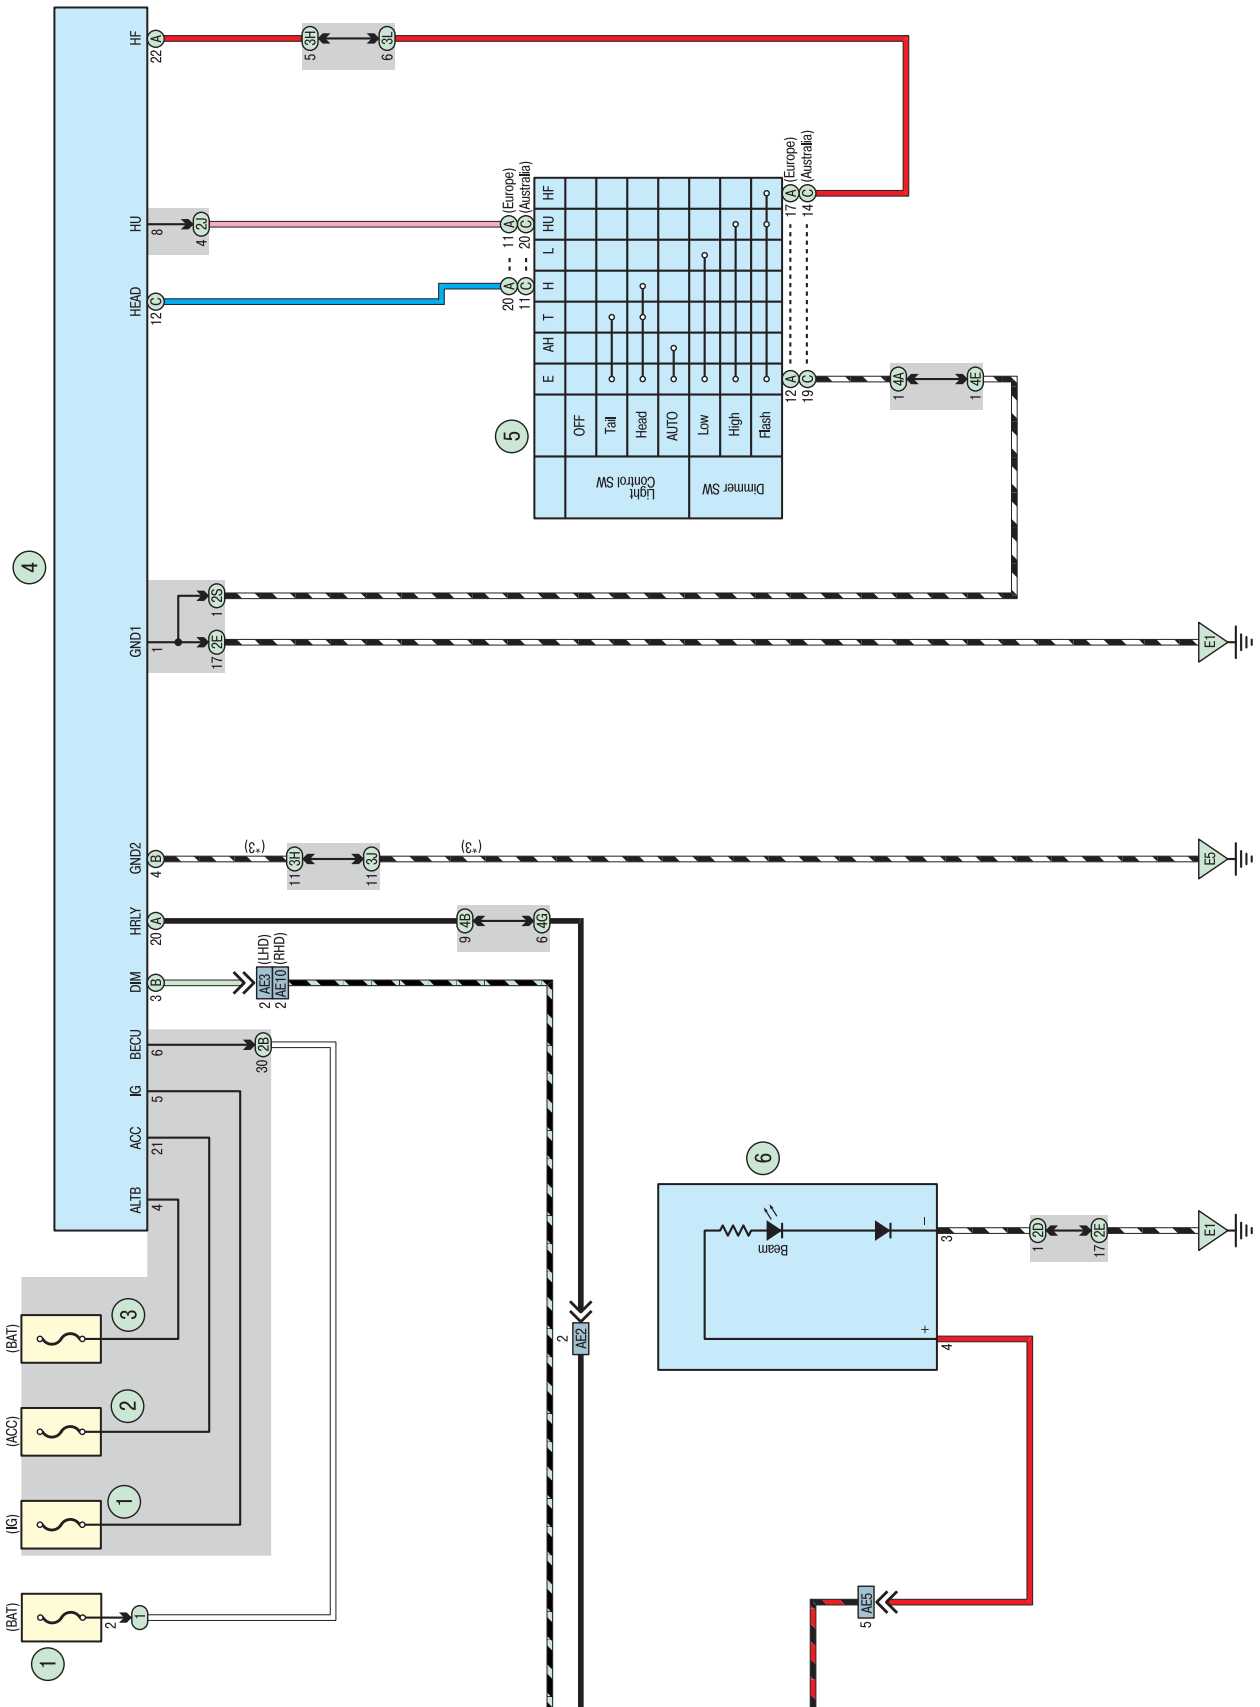 (BAT)
1
2
1
(IG)
1
(ACC)
2
(BAT)
3
4
ALTB
4
ACC
21
IG
5
BECU
6
30 2B
DIM
3 B
2 AE3 (LHD)
2 AE10 (RHD)
HRLY
20 A
9 4B
6 4G
2 AE2
GND2
4 B
(*3)
11 3H
11 3J
(*3)
E5
GND1
1
17 2E
1 2S
E1
HEAD
12 C
HU
8
4 2J
HF
22 A
5 3H
6 3L
20 A -- 11 A (Europe)
11 C -- 20 C (Australia)
5
E AH T H L HU HF
Light
Control SW
OFF
Tail
Head
AUTO
Dimmer SW
Low
High
Flash
12 A 17 A (Europe)
19 C 14 C (Australia)
1 4A
1 4E
6
Beam
+
−
4
3
1 2D
17 2E
E1
5 AE5